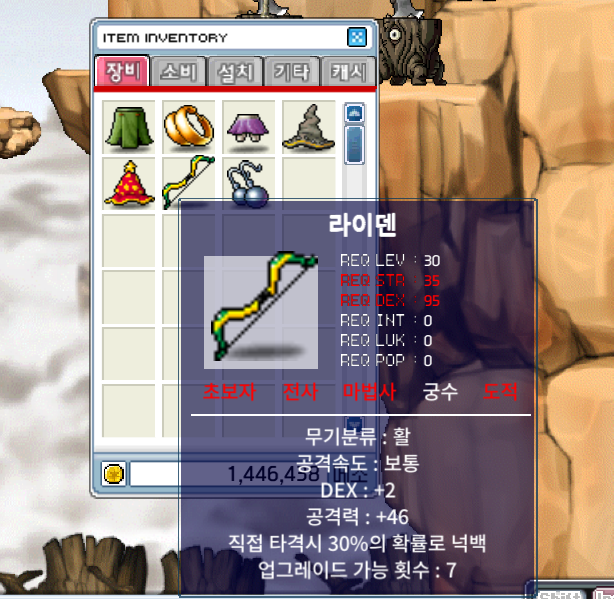 ITEM INVENTORY
장비 소비 설치 기타 캐시
라이덴
REQ LEV : 30
REQ STR : 35
REQ DEX : 95
REQ INT : 0
REQ LUK : 0
REQ POP : 0
초보자 전사 마법사 궁수 도적
무기분류 : 활
공격속도 : 보통
1,446,458 메소
DEX : +2
공격력 : +46
직접 타격시 30%의 확률로 넉백
업그레이드 가능 횟수 : 7
Shift